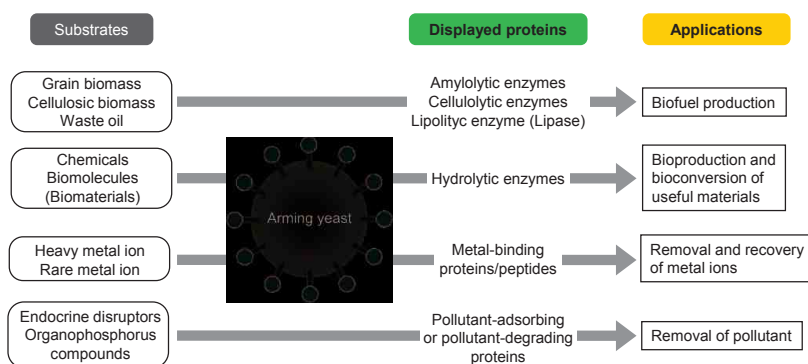 Substrates
Displayed proteins
Applications
Grain biomass
Cellulosic biomass
Waste oil
Amylolytic enzymes
Cellulolytic enzymes
Lipolityc enzyme (Lipase)
Biofuel production
Chemicals
Biomolecules
(Biomaterials)
Arming yeast
Hydrolytic enzymes
Bioproduction and
bioconversion of
useful materials
Heavy metal ion
Rare metal ion
Metal-binding
proteins/peptides
Removal and recovery
of metal ions
Endocrine disruptors
Organophosphorus
compounds
Pollutant-adsorbing
or pollutant-degrading
proteins
Removal of pollutant